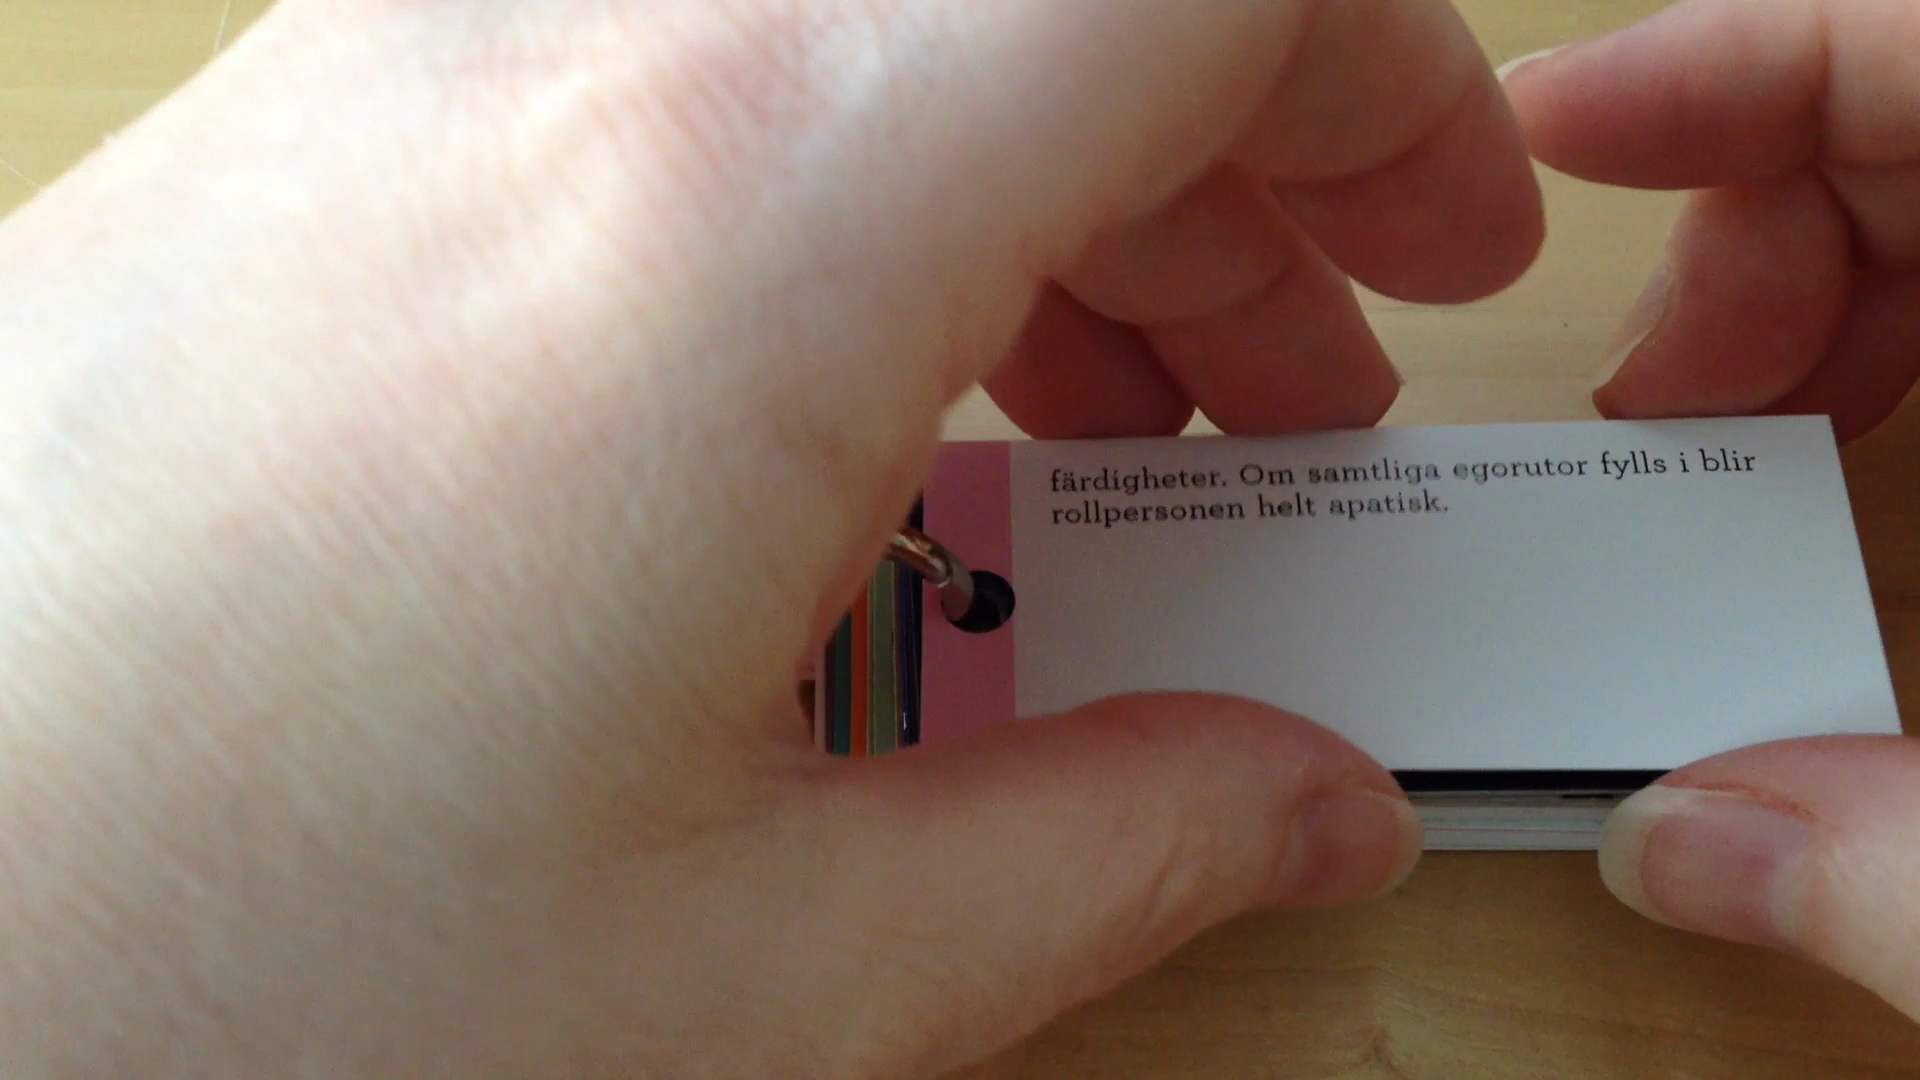 färdigheter. Om samtliga egorutor fylls i blir
rollpersonen helt apatisk.